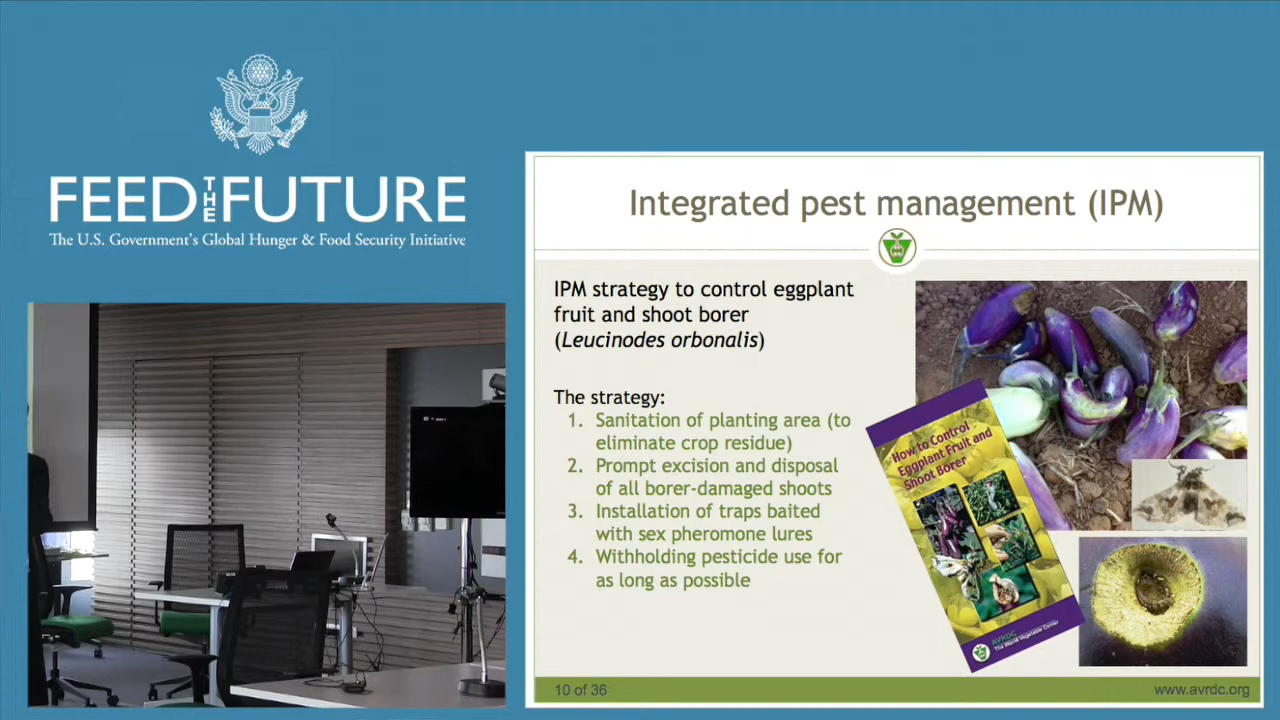 FEED THE FUTURE
The U.S. Government's Global Hunger & Food Security Initiative
Integrated pest management (IPM)
IPM strategy to control eggplant
fruit and shoot borer
(Leucinodes orbonalis)
The strategy:
1. Sanitation of planting area (to
eliminate crop residue)
2. Prompt excision and disposal
of all borer-damaged shoots
3. Installation of traps baited
with sex pheromone lures
4. Withholding pesticide use for
as long as possible
How to Control
Eggplant Fruit and
Shoot Borer
AVRDC
The World Vegetable Center
10 of 36
www.avrdc.org